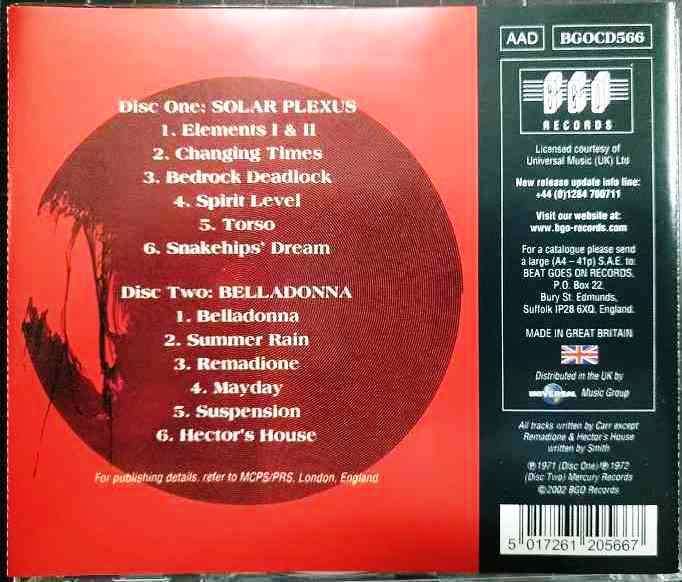 Disc One: SOLAR PLEXUS
1. Elements I & II
2. Changing Times
3. Bedrock Deadlock
4. Spirit Level
5. Torso
6. Snakehips' Dream
Disc Two: BELLADONNA
1. Belladonna
2. Summer Rain
3. Remadione
4. Mayday
5. Suspension
6. Hector's House
For publishing details, refer to MCPS/PRS, London, England
AAD
BGOCD566
BGO
RECORDS
Licensed courtesy of
Universal Music (UK) Ltd
New release update info line:
+44 (0)1284 700711
Visit our website at:
www.bgo-records.com
For a catalogue please send
a large (A4 – 41p) S.A.E. to:
BEAT GOES ON RECORDS,
P.O. Box 22,
Bury St. Edmunds,
Suffolk IP28 6XQ, England.
MADE IN GREAT BRITAIN
Distributed in the UK by
UNIVERSAL Music Group
All tracks written by Carr except
Remadione & Hector's House
written by Smith
℗ 1971 (Disc One) ℗ 1972
(Disc Two) Mercury Records
© 2002 BGO Records
5 017261 205667